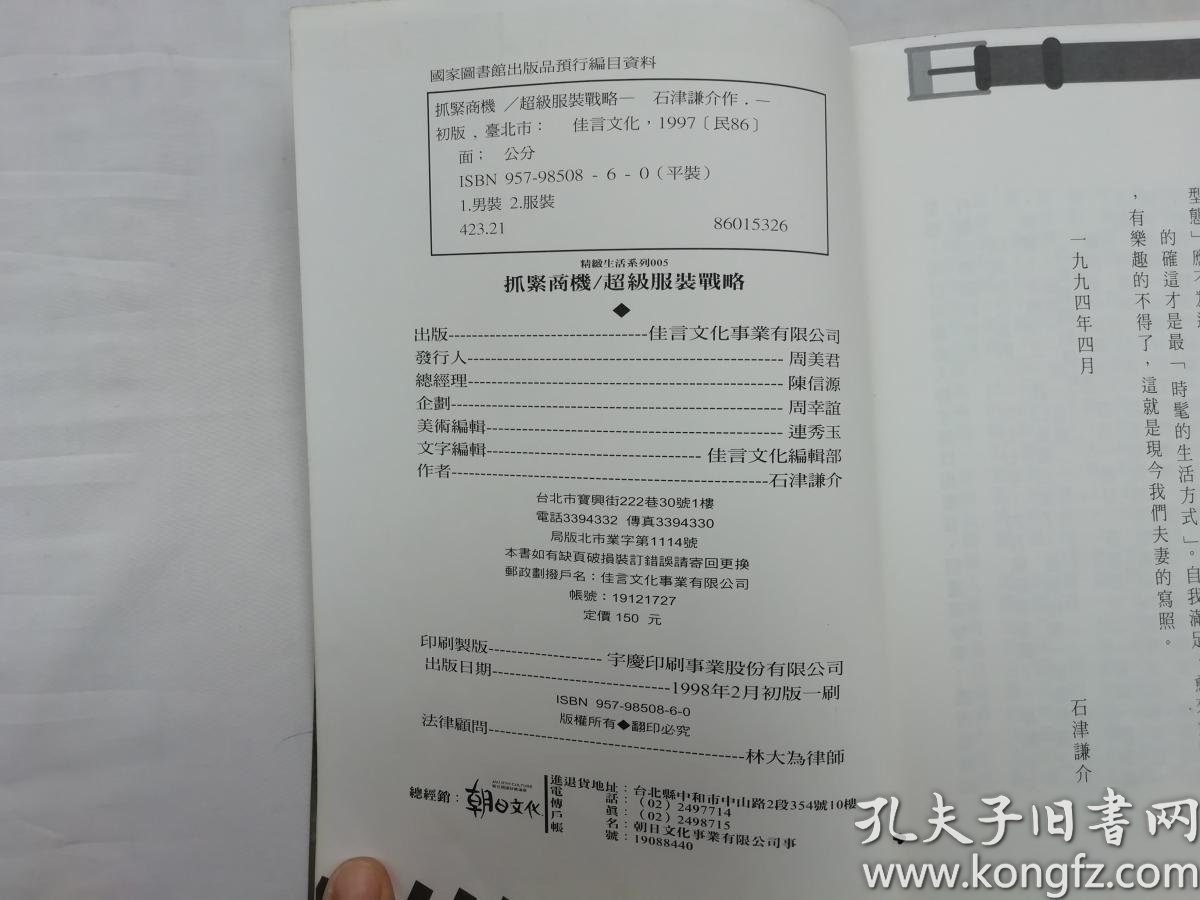 國家圖書館出版品預行編目資料
抓緊商機 ／超級服裝戰略— 石津謙介作．—
初版．臺北市： 佳言文化，1997〔民86〕
面； 公分
ISBN 957-98508 - 6 - 0（平裝）
1.男裝 2.服裝
423.21 86015326
精緻生活系列005
抓緊商機/超級服裝戰略
◆
出版--------------------------------佳言文化事業有限公司
發行人------------------------------------------------ 周美君
總經理------------------------------------------------ 陳信源
企劃-------------------------------------------------- 周幸誼
美術編輯--------------------------------------------- 連秀玉
文字編輯-------------------------------- 佳言文化編輯部
作者------------------------------------------------石津謙介
台北市寶興街222巷30號1樓
電話3394332 傳真3394330
局版北市業字第1114號
本書如有缺頁破損裝訂錯誤請寄回更換
郵政劃撥戶名：佳言文化事業有限公司
帳號：19121727
定價 150 元
印刷製版----------------- 宇慶印刷事業股份有限公司
出版日期---------------------------1998年2月初版一刷
ISBN 957-98508-6-0
版權所有◆翻印必究
法律顧問---------------------------------------林大為律師
總經銷：朝日文化
進退貨地址：台北縣中和市中山路2段354號10樓
電話：（02）2497714
傳真：（02）2498715
戶名：朝日文化事業有限公司事
帳號：19088440
的確這才是最「時髦的生活方式」。自我滿足
，有樂趣的不得了，這就是現今我們夫妻的寫照。
一九九四年四月
石津謙介
孔夫子旧书网
www.kongfz.com